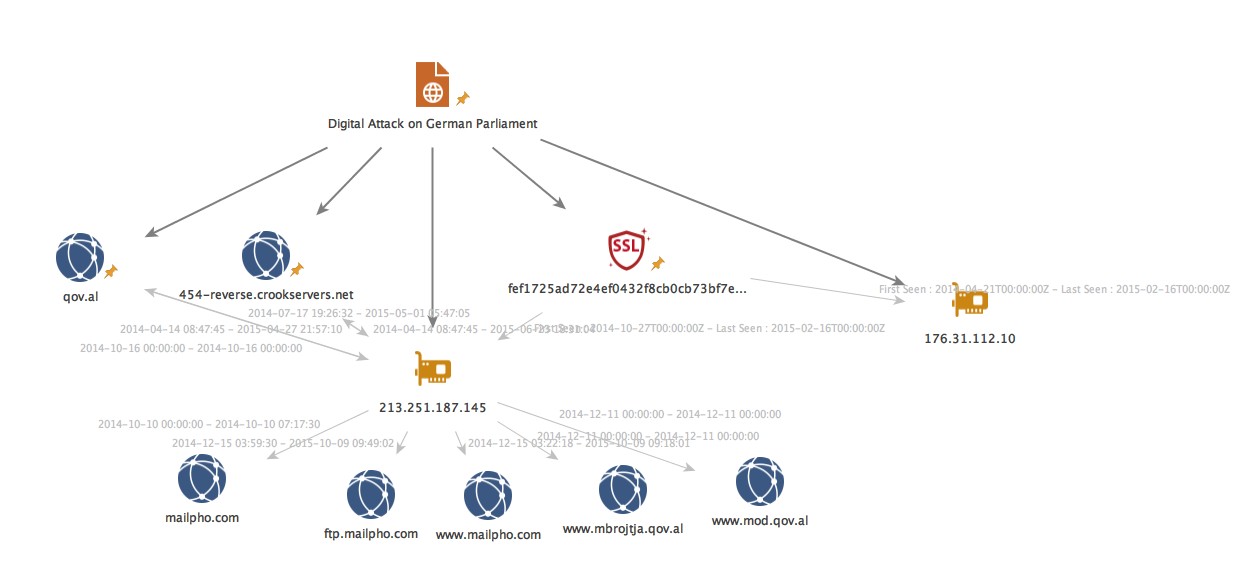 Digital Attack on German Parliament
SSL
qov.al
454-reverse.crookservers.net
fef1725ad72e4ef0432f8cb0cb73bf7e...
First Seen : 2014-04-21T00:00:00Z - Last Seen : 2015-02-16T00:00:00Z
2014-07-17 19:26:32 - 2015-05-01 05:47:05
2014-04-14 08:47:45 - 2015-04-27 21:57:10
2014-04-14 08:47:45 - 2015-06-23
First Seen : 2014-10-27T00:00:00Z - Last Seen : 2015-02-16T00:00:00Z
176.31.112.10
2014-10-16 00:00:00 - 2014-10-16 00:00:00
213.251.187.145
2014-12-11 00:00:00 - 2014-12-11 00:00:00
2014-10-10 00:00:00 - 2014-10-10 07:17:30
2014-12-11 00:00:00 - 2014-12-11 00:00:00
2014-12-15 03:59:30 - 2015-10-09 09:49:02
2014-12-15 03:22:18 - 2015-10-09 09:18:01
mailpho.com
ftp.mailpho.com
www.mailpho.com
www.mbrojtja.qov.al
www.mod.qov.al